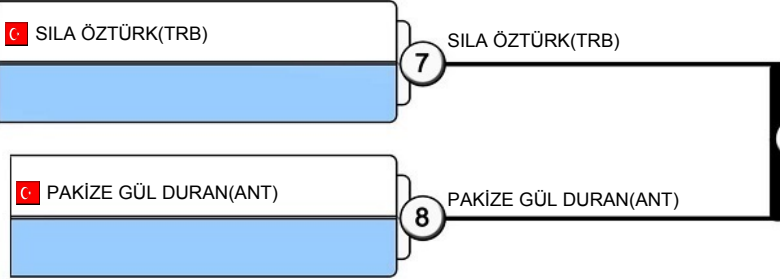 SILA ÖZTÜRK(TRB)
7
SILA ÖZTÜRK(TRB)
PAKİZE GÜL DURAN(ANT)
8
PAKİZE GÜL DURAN(ANT)